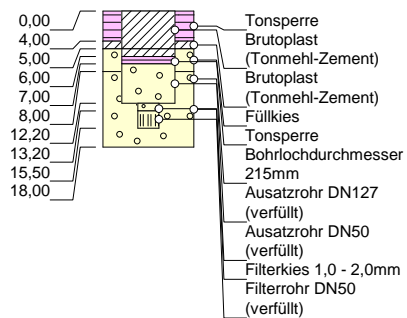 0,00
4,00
5,00
6,00
7,00
8,00
12,20
13,20
15,50
18,00
Tonsperre
Brutoplast
(Tonmehl-Zement)
Brutoplast
(Tonmehl-Zement)
Füllkies
Tonsperre
Bohrlochdurchmesser
215mm
Ausatzrohr DN127
(verfüllt)
Ausatzrohr DN50
(verfüllt)
Filterkies 1,0 - 2,0mm
Filterrohr DN50
(verfüllt)